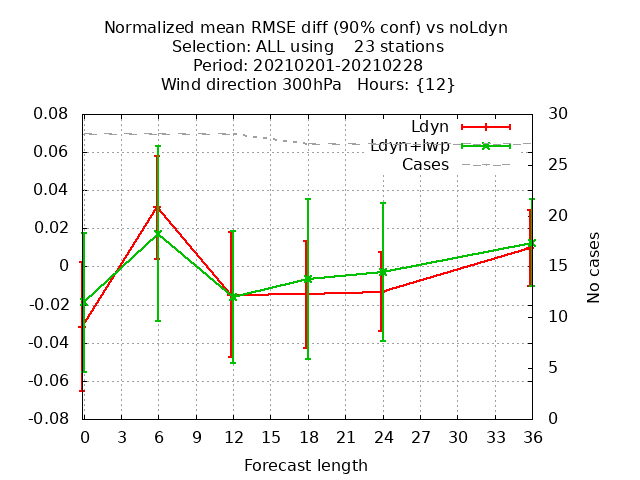 Normalized mean RMSE diff (90% conf) vs noLdyn
Selection: ALL using    23 stations
Period: 20210201-20210228
Wind direction 300hPa   Hours: {12}
0.08
0.06
0.04
0.02
0
-0.02
-0.04
-0.06
-0.08
Ldyn
Ldyn+lwp
Cases
30
25
20
15
10
5
0
No cases
0 3 6 9 12 15 18 21 24 27 30 33 36
Forecast length